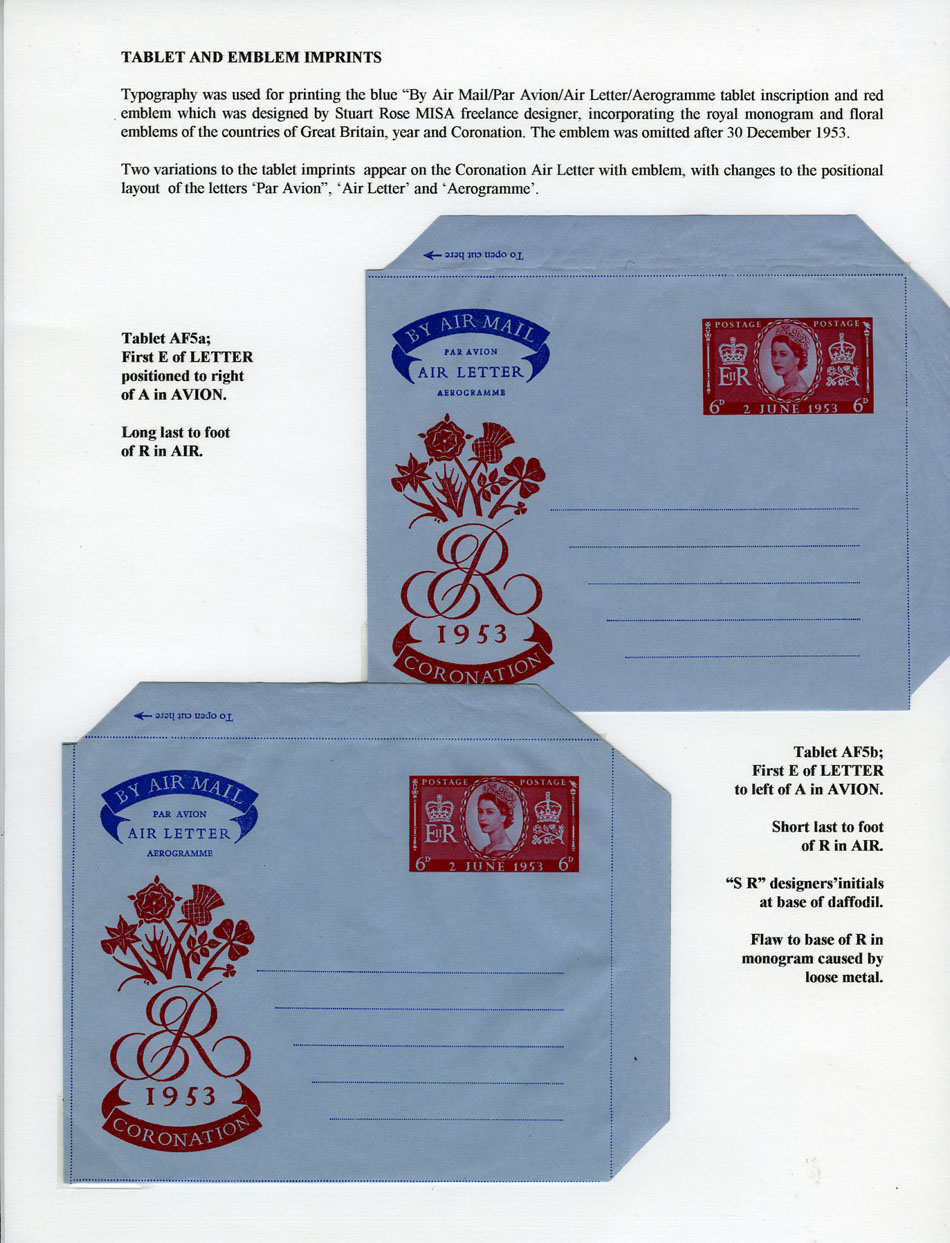 TABLET AND EMBLEM IMPRINTS
Typography was used for printing the blue “By Air Mail/Par Avion/Air Letter/Aerogramme tablet inscription and red
emblem which was designed by Stuart Rose MISA freelance designer, incorporating the royal monogram and floral
emblems of the countries of Great Britain, year and Coronation. The emblem was omitted after 30 December 1953.
Two variations to the tablet imprints appear on the Coronation Air Letter with emblem, with changes to the positional
layout of the letters ‘Par Avion”, ‘Air Letter’ and ‘Aerogramme’.
To open cut here
Tablet AF5a;
First E of LETTER
positioned to right
of A in AVION.
Long last to foot
of R in AIR.
BY AIR MAIL
PAR AVION
AIR LETTER
AEROGRAMME
POSTAGE POSTAGE
EIIR
6D 2 JUNE 1953 6D
ER
1953
CORONATION
To open cut here
BY AIR MAIL
PAR AVION
AIR LETTER
AEROGRAMME
POSTAGE POSTAGE
EIIR
6D 2 JUNE 1953 6D
ER
1953
CORONATION
Tablet AF5b;
First E of LETTER
to left of A in AVION.
Short last to foot
of R in AIR.
“S R” designers’initials
at base of daffodil.
Flaw to base of R in
monogram caused by
loose metal.